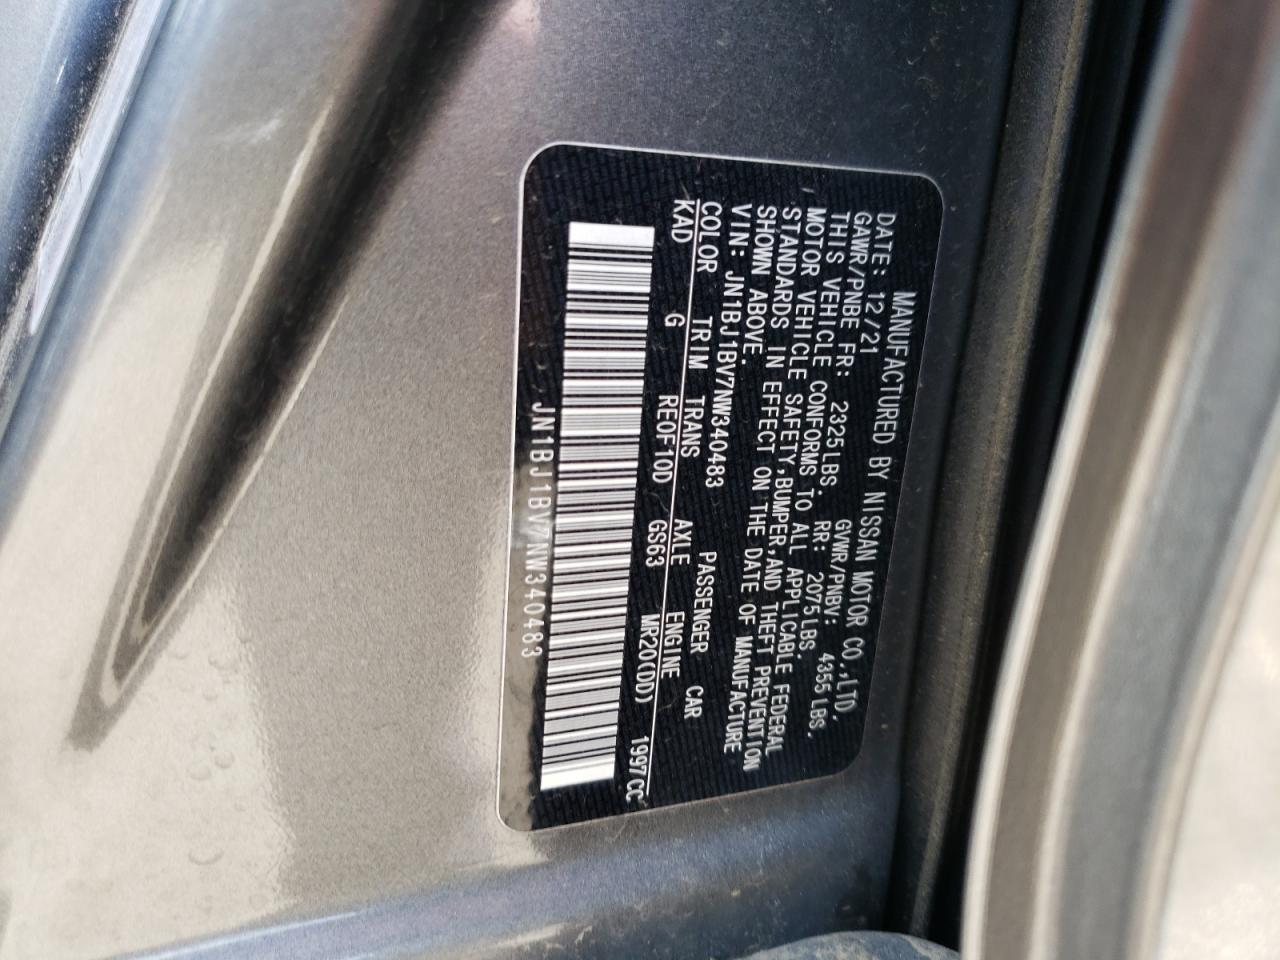 MANUFACTURED BY NISSAN MOTOR CO.,LTD.
DATE: 12/21 GVWR/PNBV: 4355 LBS.
GAWR/PNBE FR: 2325 LBS. RR: 2075 LBS.
THIS VEHICLE CONFORMS TO ALL APPLICABLE FEDERAL
MOTOR VEHICLE SAFETY, BUMPER, AND THEFT PREVENTION
STANDARDS IN EFFECT ON THE DATE OF MANUFACTURE
SHOWN ABOVE.
VIN: JN1BJ1BV7NW340483 PASSENGER CAR
COLOR TRIM TRANS AXLE ENGINE
KAD G RE0F10D GS63 MR20(DD) 1997CC
JN1BJ1BV7NW340483